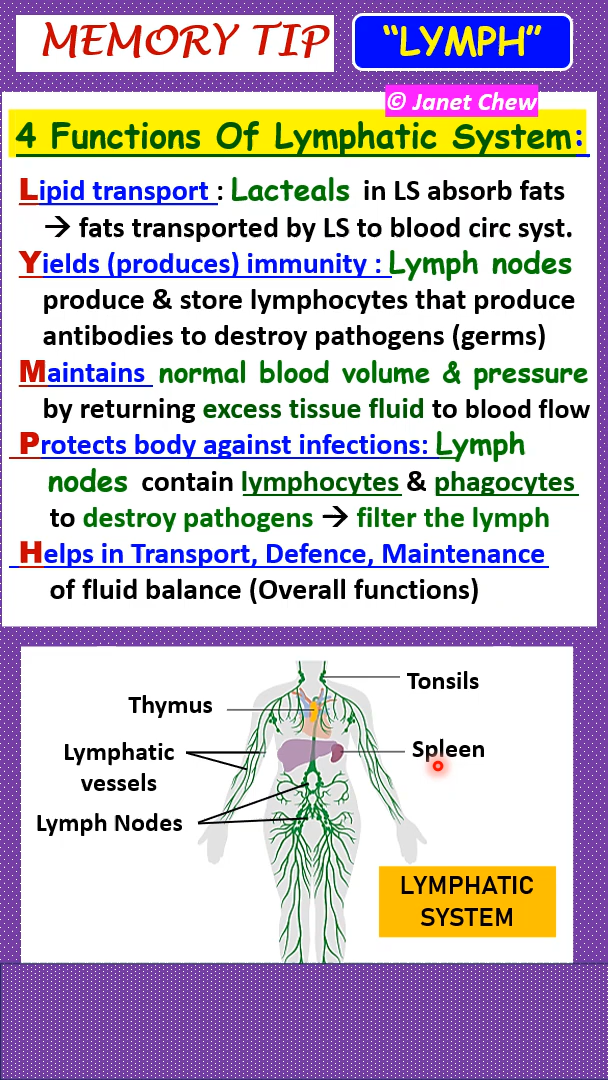 MEMORY TIP
“LYMPH”
© Janet Chew
4 Functions Of Lymphatic System:
Lipid transport : Lacteals in LS absorb fats
→ fats transported by LS to blood circ syst.
Yields (produces) immunity : Lymph nodes
produce & store lymphocytes that produce
antibodies to destroy pathogens (germs)
Maintains normal blood volume & pressure
by returning excess tissue fluid to blood flow
Protects body against infections: Lymph
nodes contain lymphocytes & phagocytes
to destroy pathogens → filter the lymph
Helps in Transport, Defence, Maintenance
of fluid balance (Overall functions)
Tonsils
Thymus
Lymphatic
vessels
Spleen
Lymph Nodes
LYMPHATIC
SYSTEM